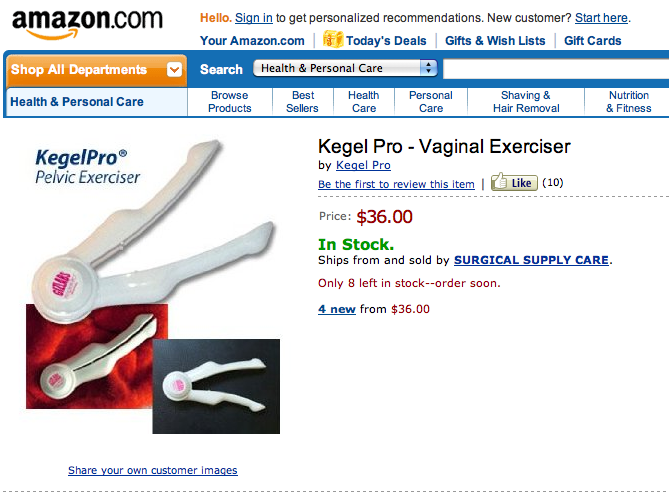 amazon.com
Hello. Sign in to get personalized recommendations. New customer? Start here.
Your Amazon.com
Today's Deals
Gifts & Wish Lists
Gift Cards
Shop All Departments
Search
Health & Personal Care
Health & Personal Care
Browse Products
Best Sellers
Health Care
Personal Care
Shaving & Hair Removal
Nutrition & Fitness
KegelPro®
Pelvic Exerciser
Kegel Pro - Vaginal Exerciser
by Kegel Pro
Be the first to review this item | Like (10)
Price: $36.00
In Stock.
Ships from and sold by SURGICAL SUPPLY CARE.
Only 8 left in stock--order soon.
4 new from $36.00
Share your own customer images